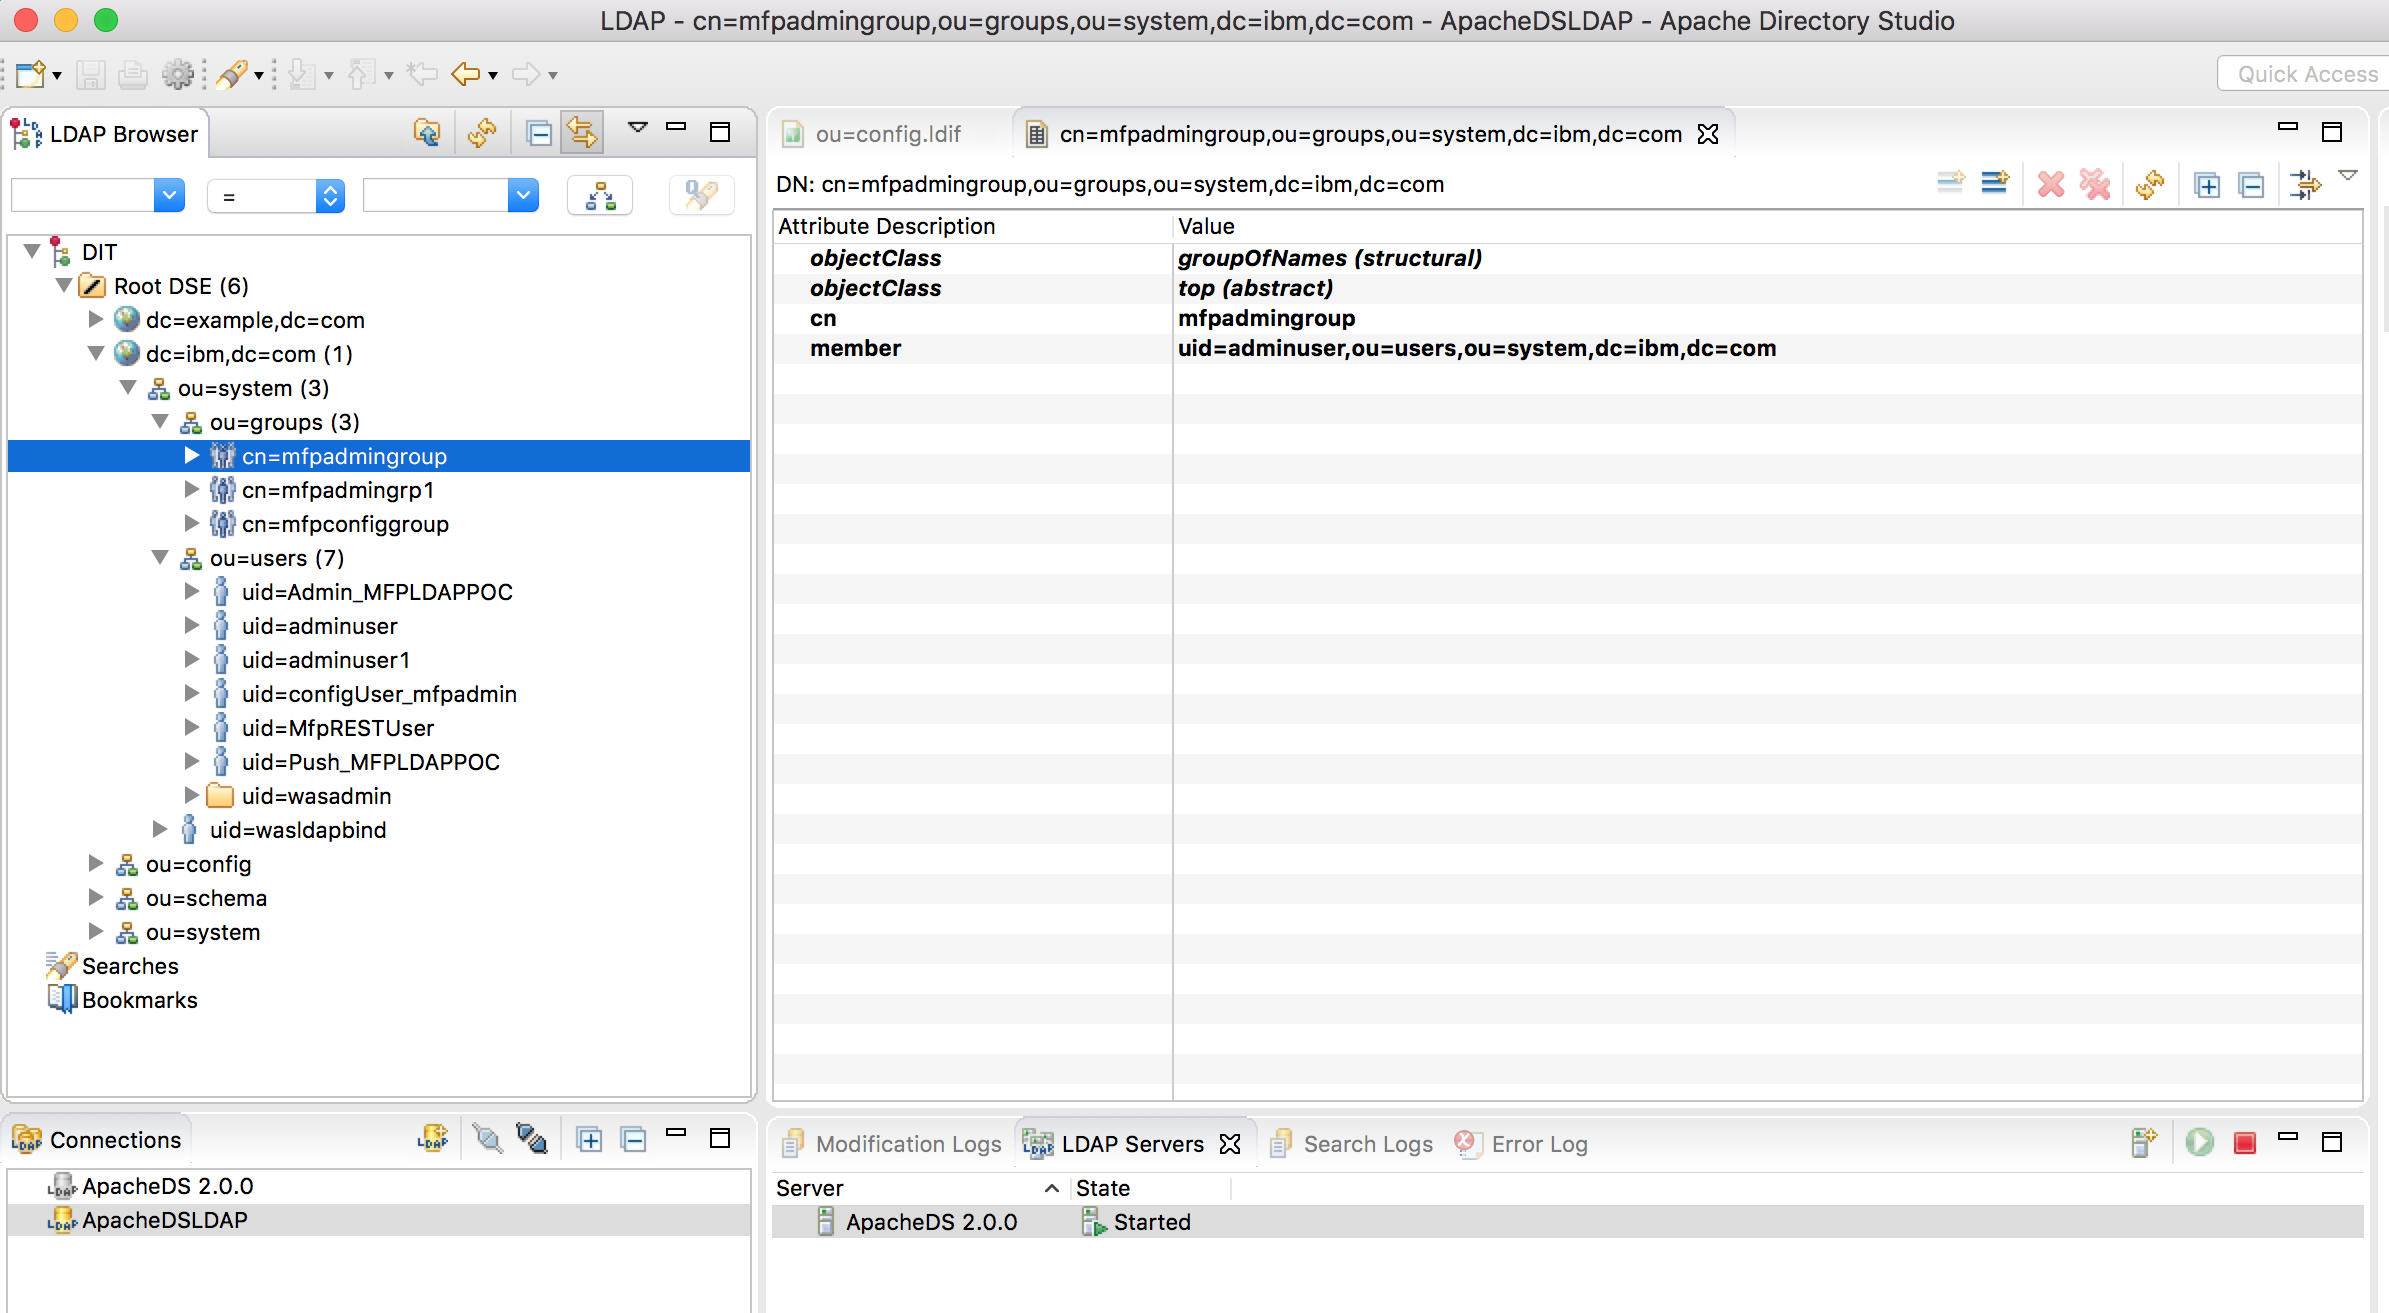 LDAP - cn=mfpadmingroup,ou=groups,ou=system,dc=ibm,dc=com - ApacheDSLDAP - Apache Directory Studio
Quick Access
LDAP Browser
=
DIT
Root DSE (6)
dc=example,dc=com
dc=ibm,dc=com (1)
ou=system (3)
ou=groups (3)
cn=mfpadmingroup
cn=mfpadmingrp1
cn=mfpconfiggroup
ou=users (7)
uid=Admin_MFPLDAPPOC
uid=adminuser
uid=adminuser1
uid=configUser_mfpadmin
uid=MfpRESTUser
uid=Push_MFPLDAPPOC
uid=wasadmin
uid=wasldapbind
ou=config
ou=schema
ou=system
Searches
Bookmarks
ou=config.ldif
cn=mfpadmingroup,ou=groups,ou=system,dc=ibm,dc=com
DN: cn=mfpadmingroup,ou=groups,ou=system,dc=ibm,dc=com
Attribute Description Value
objectClass groupOfNames (structural)
objectClass top (abstract)
cn mfpadmingroup
member uid=adminuser,ou=users,ou=system,dc=ibm,dc=com
Connections
ApacheDS 2.0.0
ApacheDSLDAP
Modification Logs LDAP Servers Search Logs Error Log
Server State
ApacheDS 2.0.0 Started